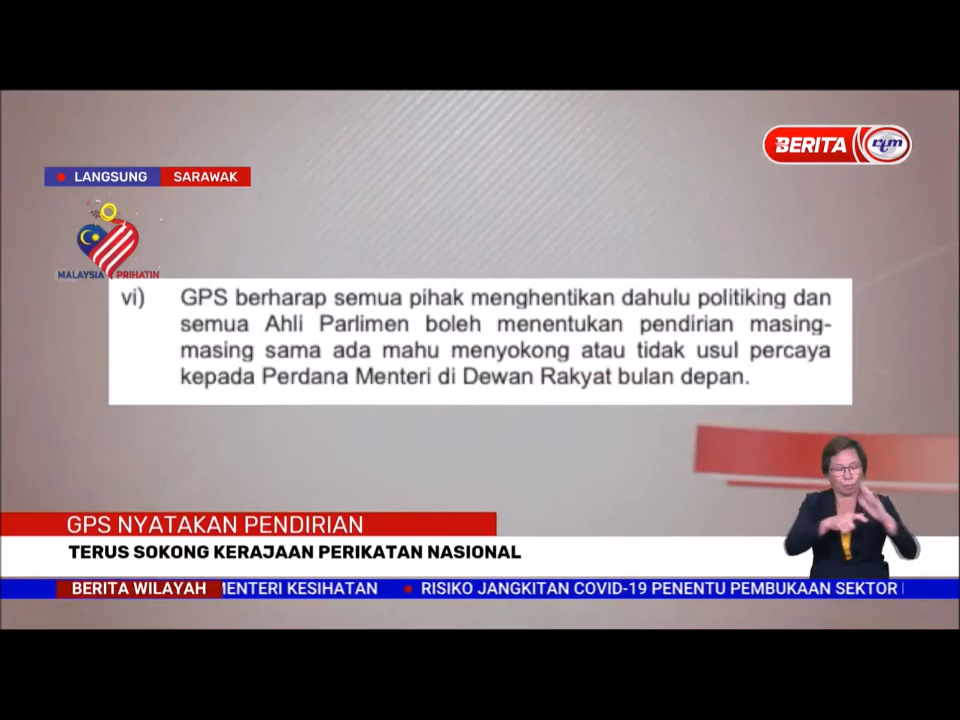 BERITA rtm
LANGSUNG SARAWAK
MALAYSIA PRIHATIN
vi) GPS berharap semua pihak menghentikan dahulu politiking dan
semua Ahli Parlimen boleh menentukan pendirian masing-
masing sama ada mahu menyokong atau tidak usul percaya
kepada Perdana Menteri di Dewan Rakyat bulan depan.
GPS NYATAKAN PENDIRIAN
TERUS SOKONG KERAJAAN PERIKATAN NASIONAL
BERITA WILAYAH MENTERI KESIHATAN • RISIKO JANGKITAN COVID-19 PENENTU PEMBUKAAN SEKTOR